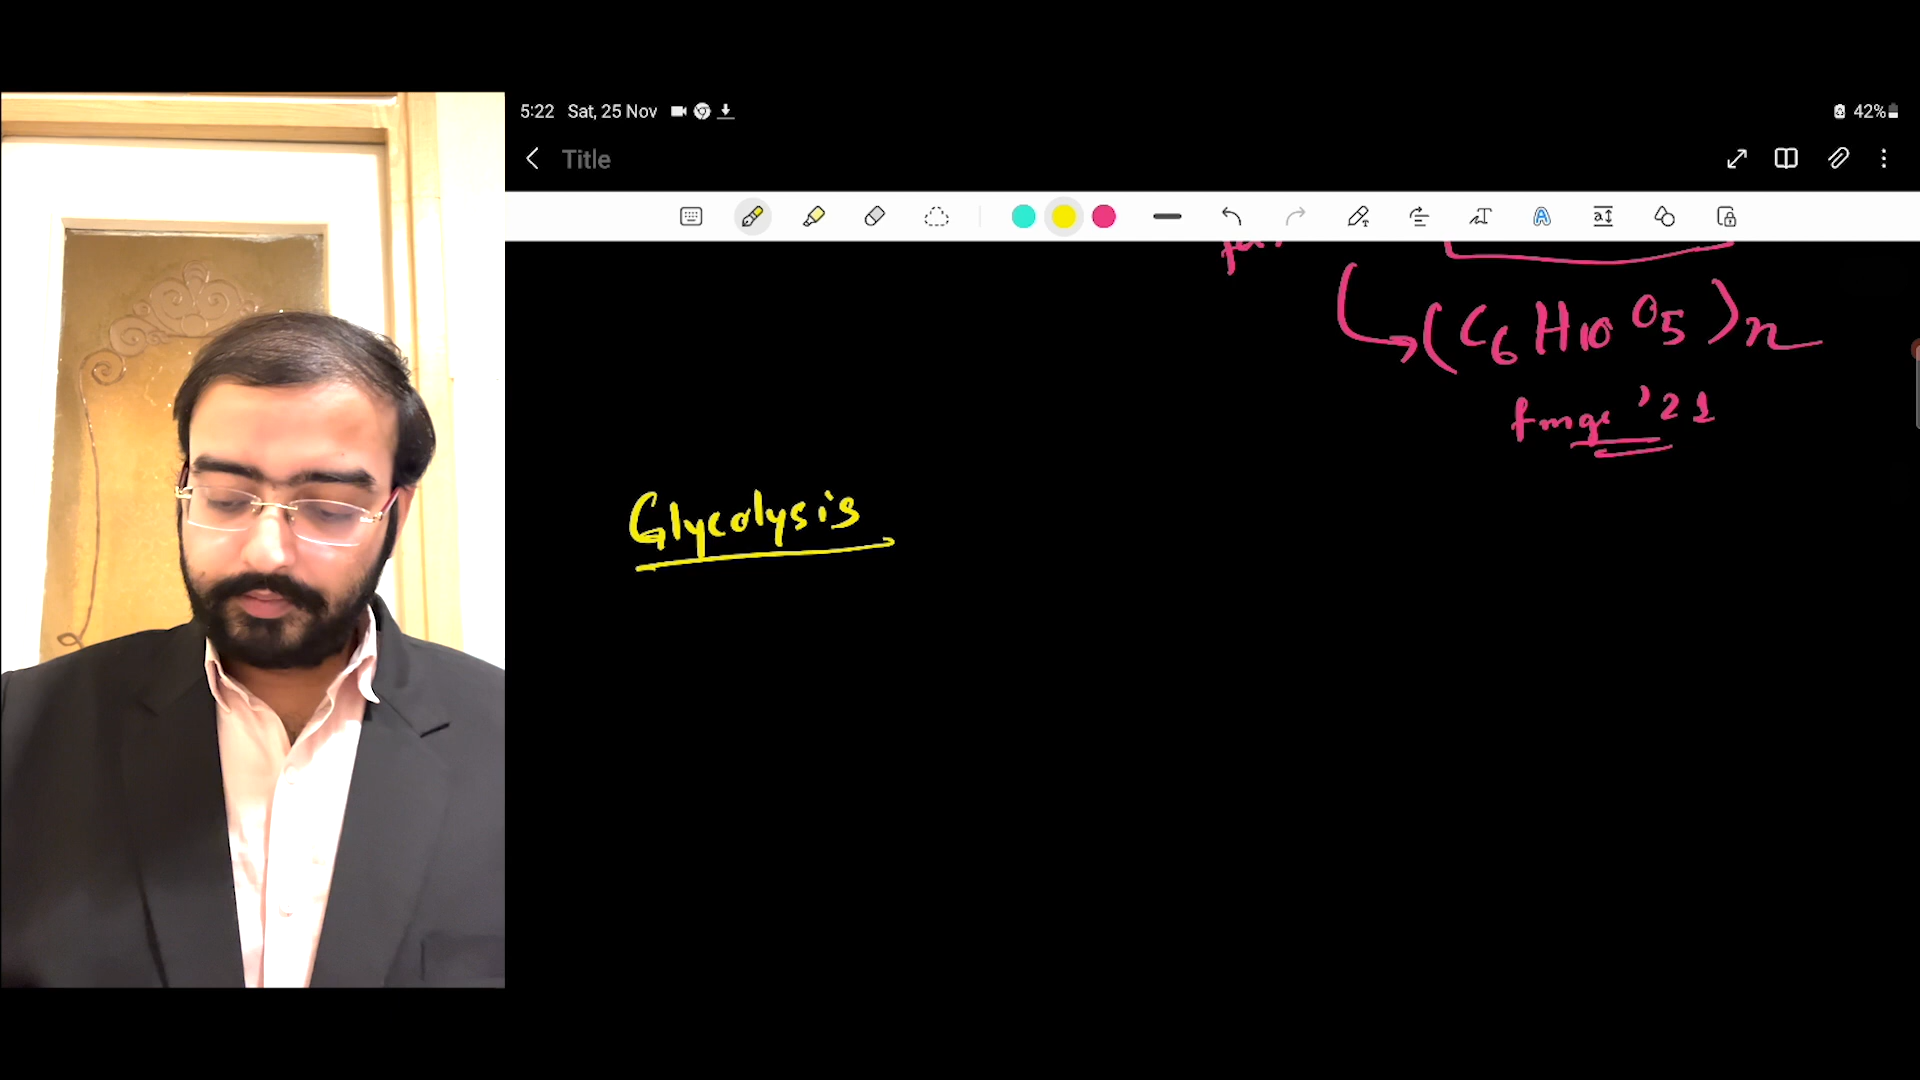 5:22 Sat, 25 Nov 42%
Title
(C6H10O5)n
fmge '21
Glycolysis